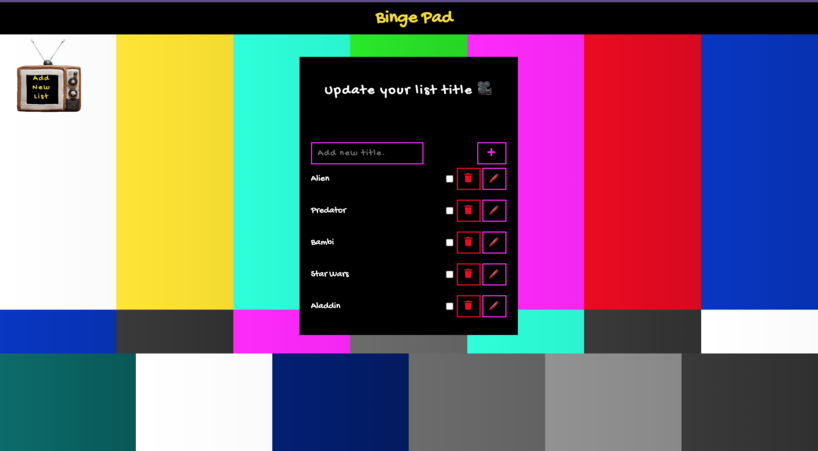 Binge Pad
Add
New
List
Update your list title
Add new title.
+
Alien
Predator
Bambi
Star Wars
Aladdin